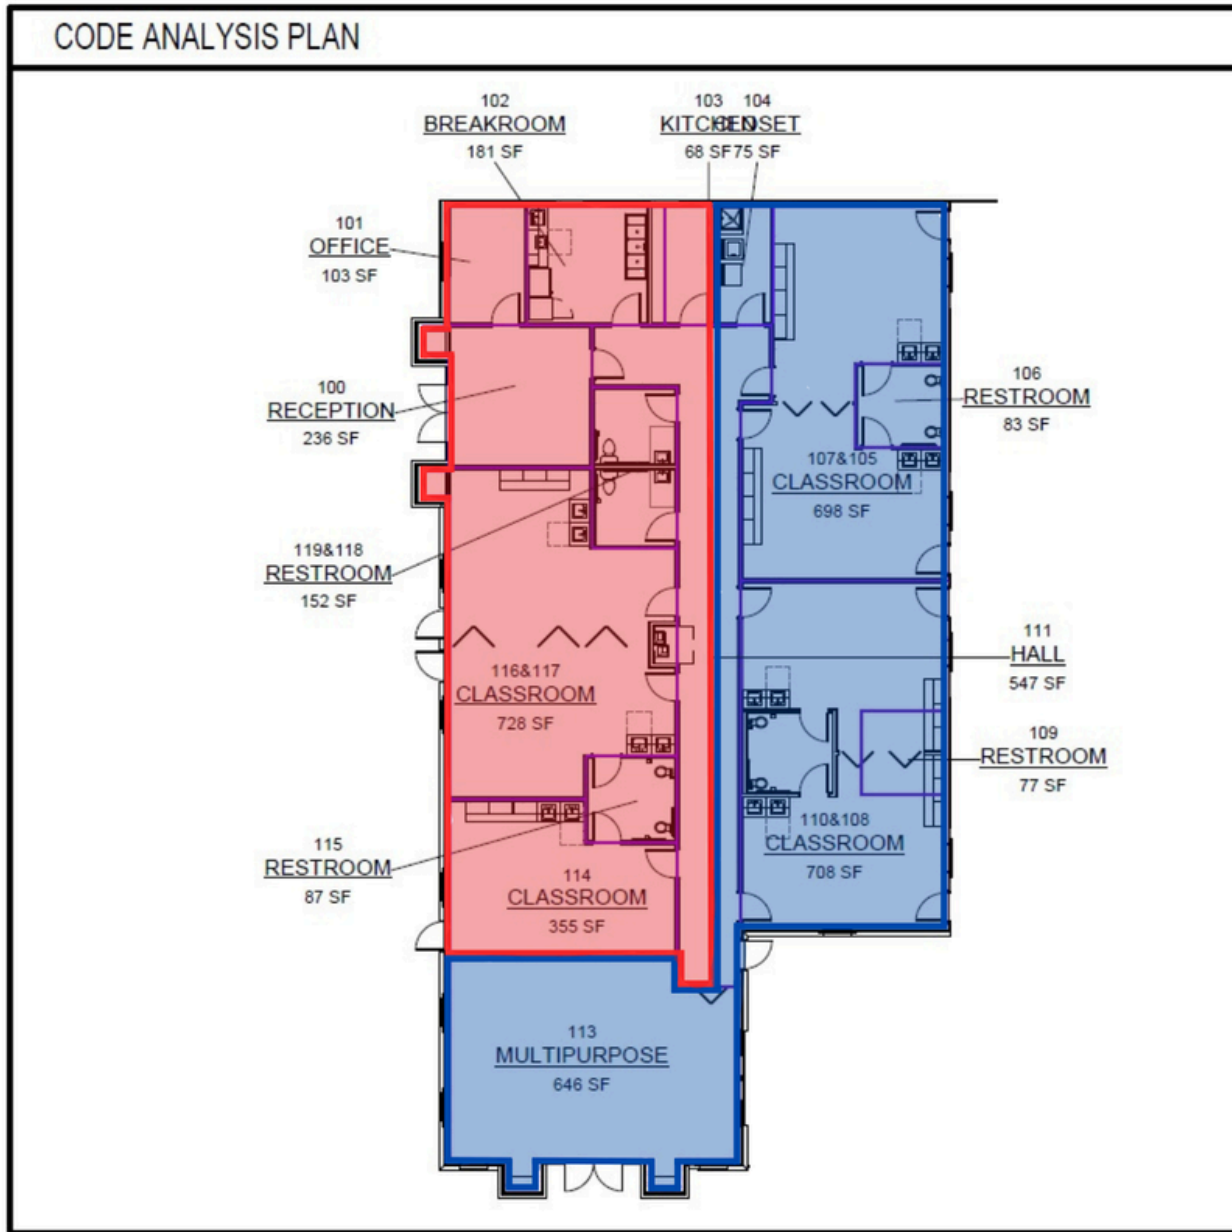 CODE ANALYSIS PLAN
102
BREAKROOM
181 SF
103
KITCHEN
68 SF
104
CLOSET
75 SF
101
OFFICE
103 SF
100
RECEPTION
236 SF
106
RESTROOM
83 SF
107&105
CLASSROOM
698 SF
119&118
RESTROOM
152 SF
111
HALL
547 SF
116&117
CLASSROOM
728 SF
109
RESTROOM
77 SF
110&108
CLASSROOM
708 SF
115
RESTROOM
87 SF
114
CLASSROOM
355 SF
113
MULTIPURPOSE
646 SF